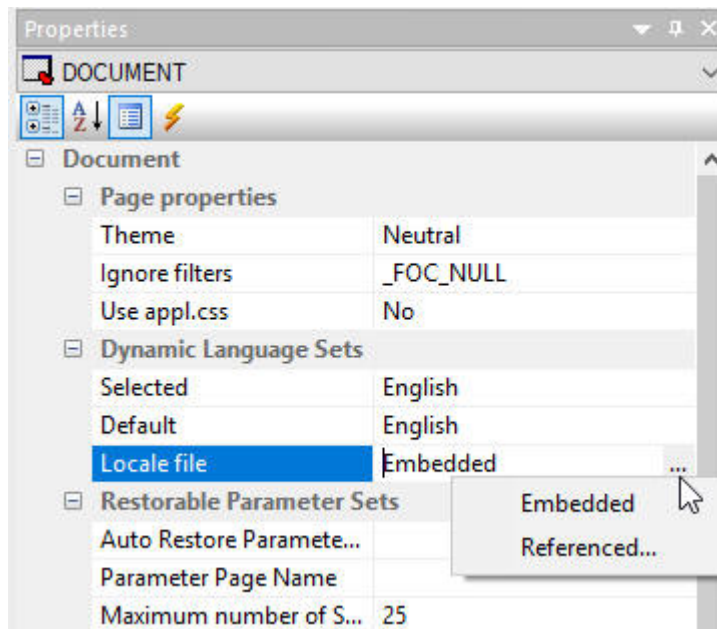 Properties
DOCUMENT
Document
Page properties
Theme Neutral
Ignore filters _FOC_NULL
Use appl.css No
Dynamic Language Sets
Selected English
Default English
Locale file Embedded ...
Embedded
Referenced...
Restorable Parameter Sets
Auto Restore Paramete...
Parameter Page Name
Maximum number of S... 25